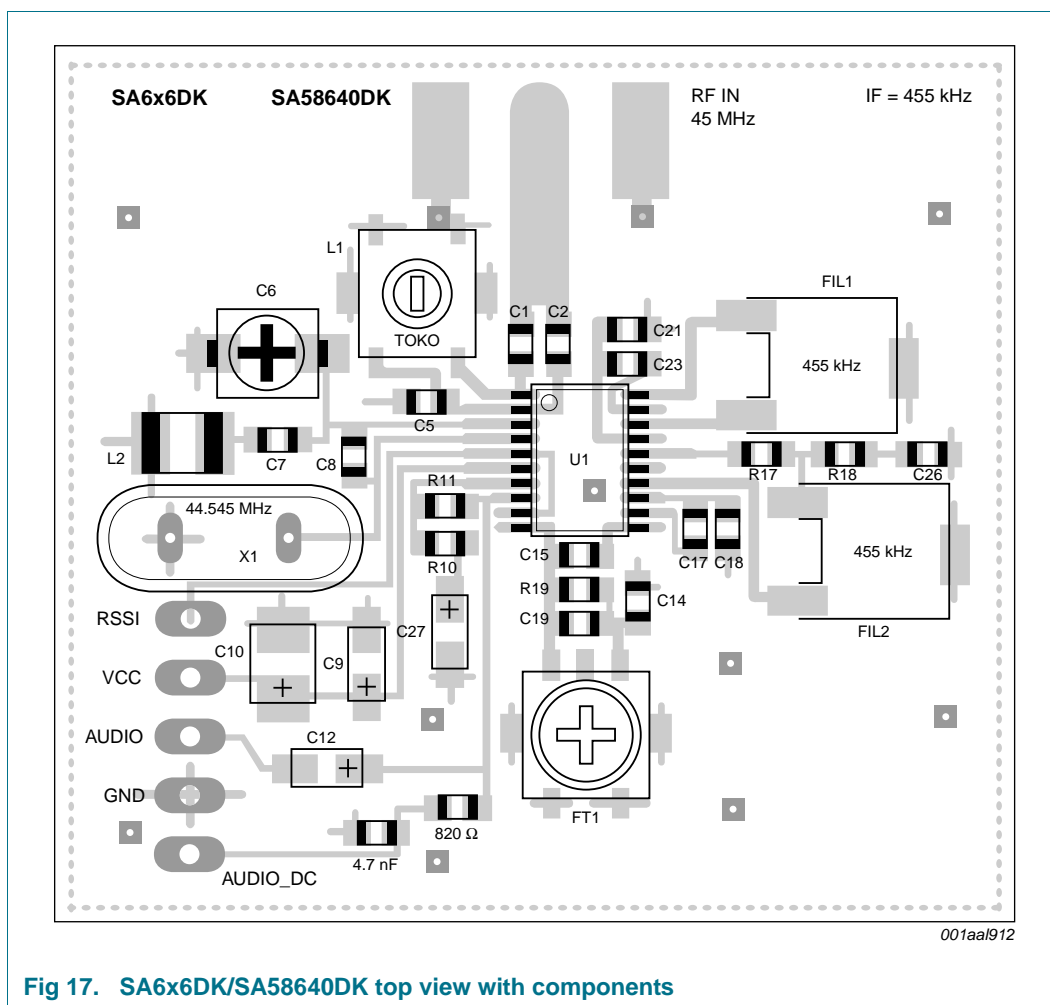 SA6x6DK SA58640DK RF IN IF = 455 kHz
45 MHz
L1
TOKO
C6
C1 C2
C21
C23
FIL1
455 kHz
C5
L2
C7
C8
U1
R17 R18 C26
R11
R10
44.545 MHz
X1
C15
R19
C19
C14
C17 C18
455 kHz
FIL2
RSSI
C10
C9
C27
VCC
AUDIO
C12
GND
FT1
820 Ω
4.7 nF
AUDIO_DC
001aal912
Fig 17. SA6x6DK/SA58640DK top view with components